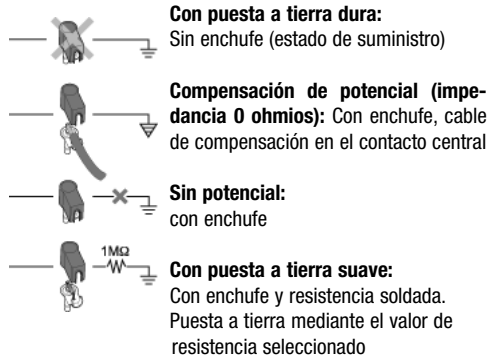 Con puesta a tierra dura:
Sin enchufe (estado de suministro)
Compensación de potencial (impe-
dancia 0 ohmios): Con enchufe, cable
de compensación en el contacto central
Sin potencial:
con enchufe
1MΩ
Con puesta a tierra suave:
Con enchufe y resistencia soldada.
Puesta a tierra mediante el valor de
resistencia seleccionado